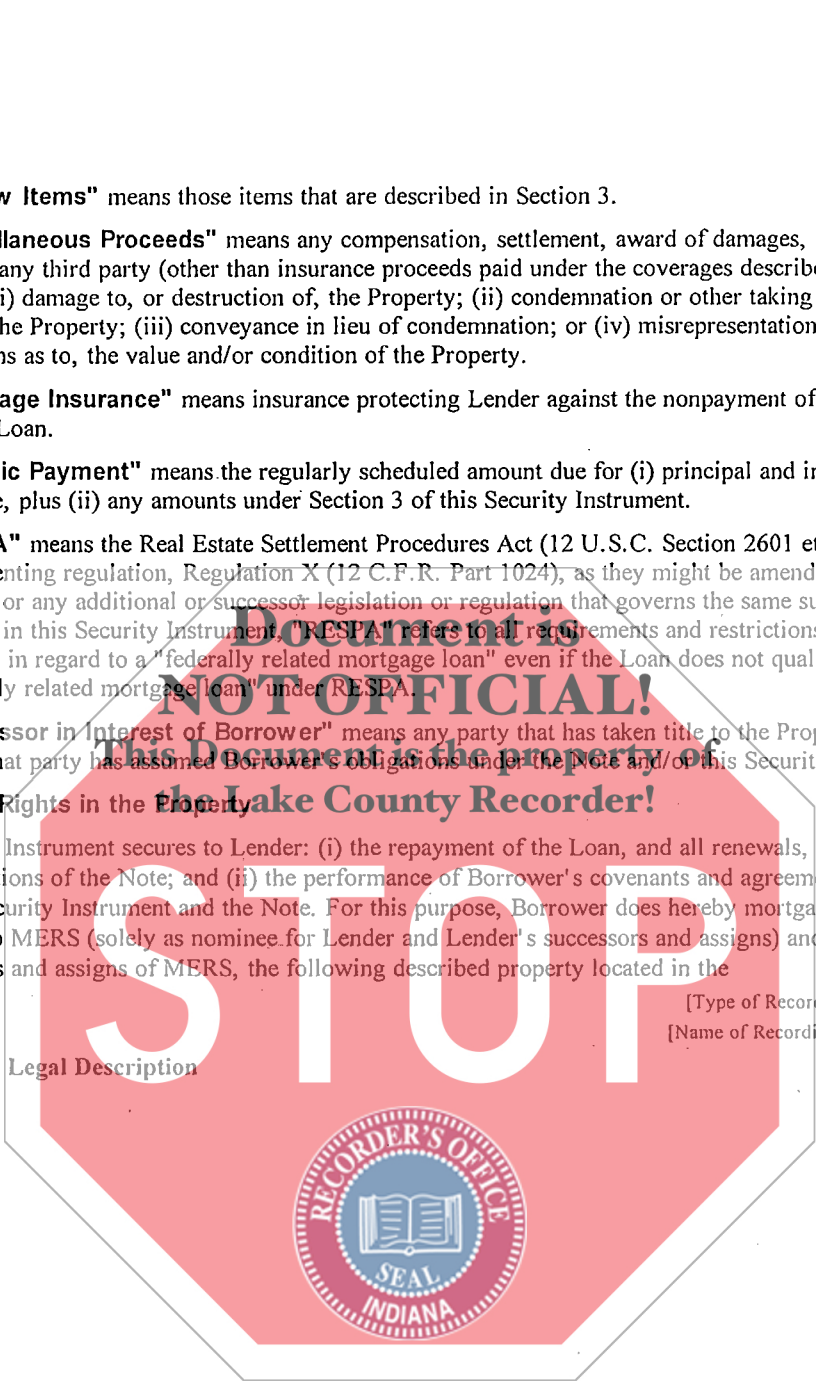 w Items" means those items that are described in Section 3.
llaneous Proceeds" means any compensation, settlement, award of damages,
any third party (other than insurance proceeds paid under the coverages describ
i) damage to, or destruction of, the Property; (ii) condemnation or other taking
he Property; (iii) conveyance in lieu of condemnation; or (iv) misrepresentation
ns as to, the value and/or condition of the Property.
age Insurance" means insurance protecting Lender against the nonpayment of
Loan.
ic Payment" means the regularly scheduled amount due for (i) principal and in
e, plus (ii) any amounts under Section 3 of this Security Instrument.
A" means the Real Estate Settlement Procedures Act (12 U.S.C. Section 2601 et
nting regulation, Regulation X (12 C.F.R. Part 1024), as they might be amend
or any additional or successor legislation or regulation that governs the same su
Document is
in this Security Instrument, "RESPA" refers to all requirements and restrictions
in regard to a "federally related mortgage loan" even if the Loan does not qual
NOT OFFICIAL!
ly related mortgage loan" under RESPA.
ssor in Interest of Borrower" means any party that has taken title to the Prop
This Document is the property of
at party has assumed Borrower's obligations under the Note and/or this Securit
the Lake County Recorder!
Rights in the Property
Instrument secures to Lender: (i) the repayment of the Loan, and all renewals,
ions of the Note; and (ii) the performance of Borrower's covenants and agreem
curity Instrument and the Note. For this purpose, Borrower does hereby mortga
MERS (solely as nominee for Lender and Lender's successors and assigns) and
s and assigns of MERS, the following described property located in the
[Type of Recor
[Name of Recordi
Legal Description
STOP
RECORDER'S OFFICE
SEAL
INDIANA